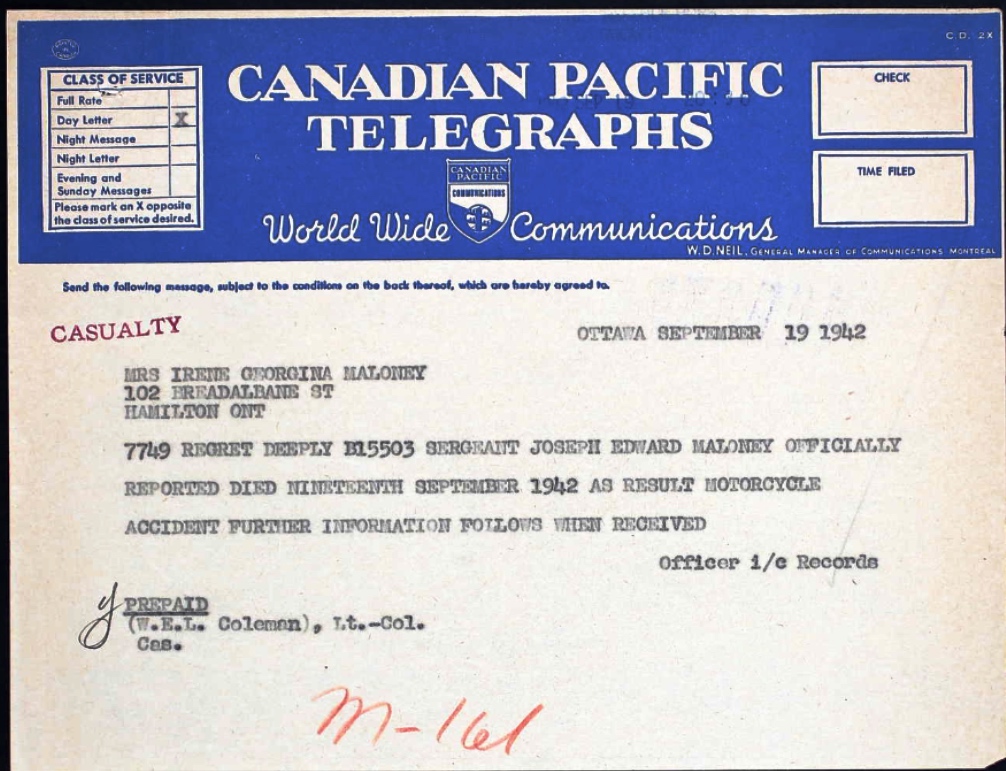 C.D. 2X
CLASS OF SERVICE
Full Rate
Day Letter X
Night Message
Night Letter
Evening and
Sunday Messages
Please mark an X opposite
the class of service desired.
CANADIAN PACIFIC
TELEGRAPHS
CANADIAN
PACIFIC
COMMUNICATIONS
World Wide Communications
CHECK
TIME FILED
W.D. NEIL, GENERAL MANAGER OF COMMUNICATIONS MONTREAL
Send the following message, subject to the conditions on the back thereof, which are hereby agreed to.
CASUALTY
OTTAWA SEPTEMBER 19 1942
MRS IRENE GEORGINA MALONEY
102 BREADALBANE ST
HAMILTON ONT
7749 REGRET DEEPLY B15503 SERGEANT JOSEPH EDWARD MALONEY OFFICIALLY
REPORTED DIED NINETEENTH SEPTEMBER 1942 AS RESULT MOTORCYCLE
ACCIDENT FURTHER INFORMATION FOLLOWS WHEN RECEIVED
Officer i/c Records
PREPAID
(W.E.L. Coleman), Lt.-Col.
Cas.
M-161